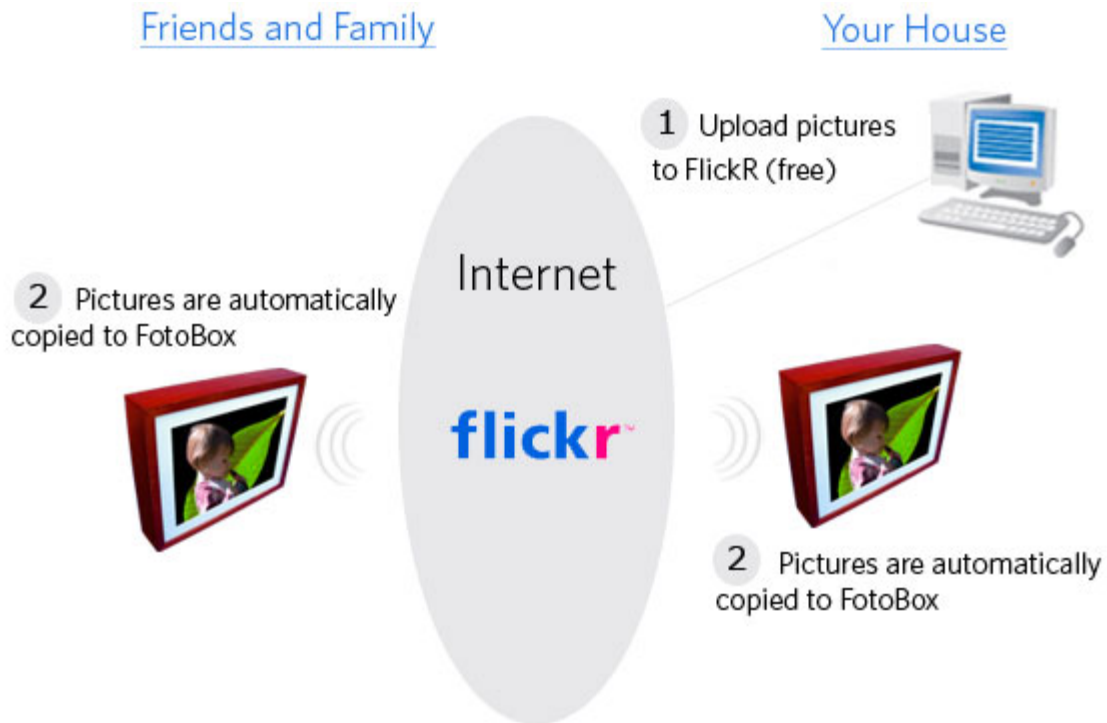 Friends and Family
Your House
1 Upload pictures
to FlickR (free)
Internet
2 Pictures are automatically
copied to FotoBox
flickr
2 Pictures are automatically
copied to FotoBox